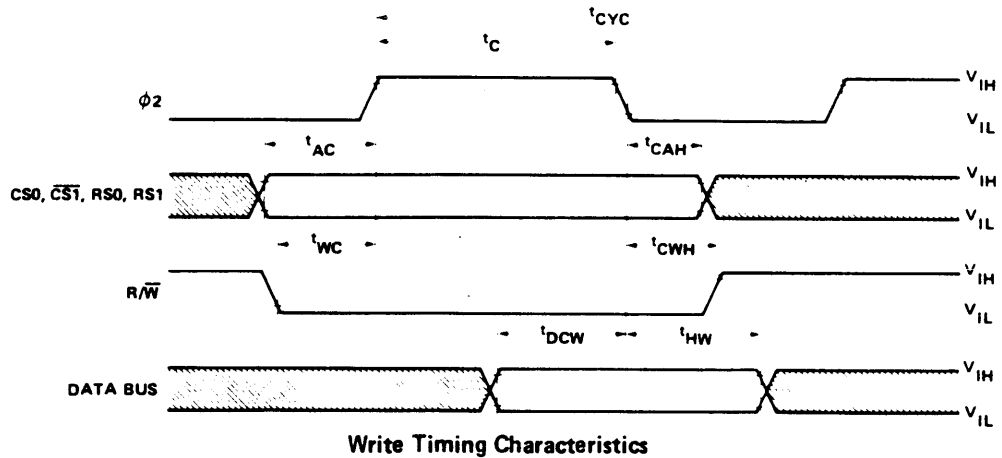 tCYC
tC
ϕ2
VIH
VIL
tAC
tCAH
CS0, C̅S̅1̅, RS0, RS1
VIH
VIL
tWC
tCWH
R/W̅
VIH
VIL
tDCW
tHW
DATA BUS
VIH
VIL
Write Timing Characteristics